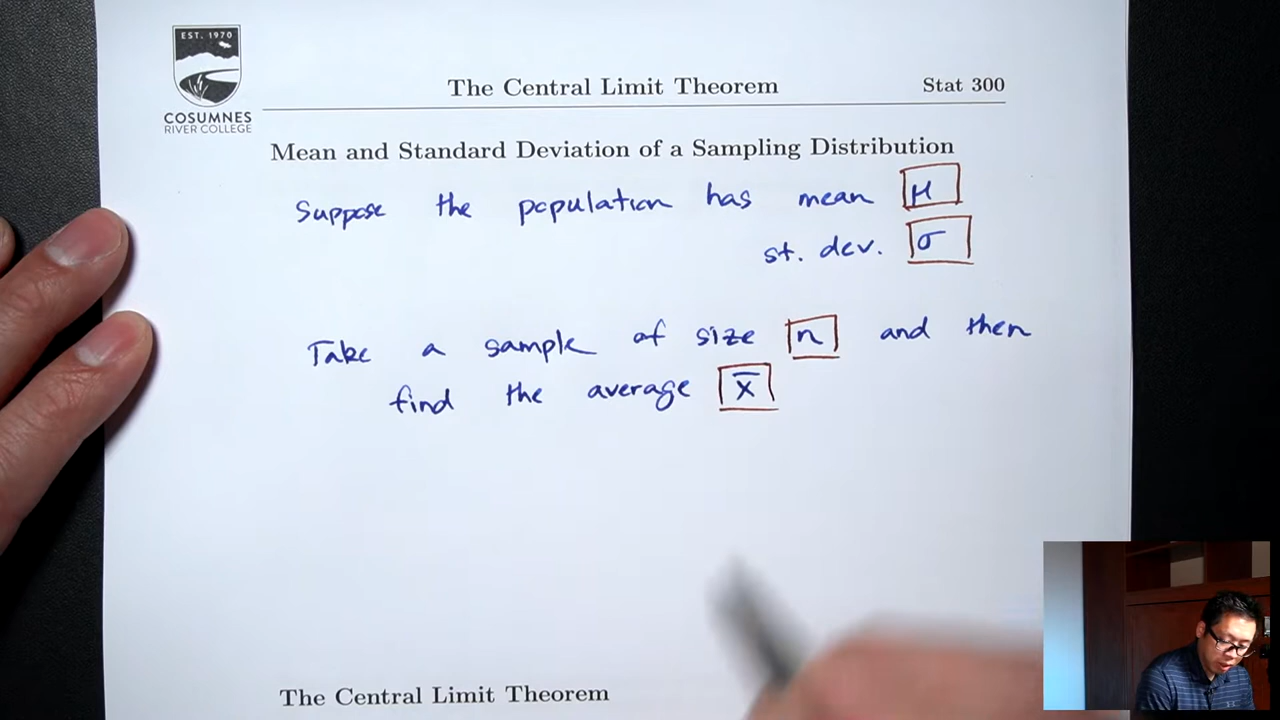 EST. 1970
COSUMNES
RIVER COLLEGE
The Central Limit Theorem Stat 300
Mean and Standard Deviation of a Sampling Distribution
Suppose the population has mean μ
st. dev. σ
Take a sample of size n and then
find the average x̄
The Central Limit Theorem